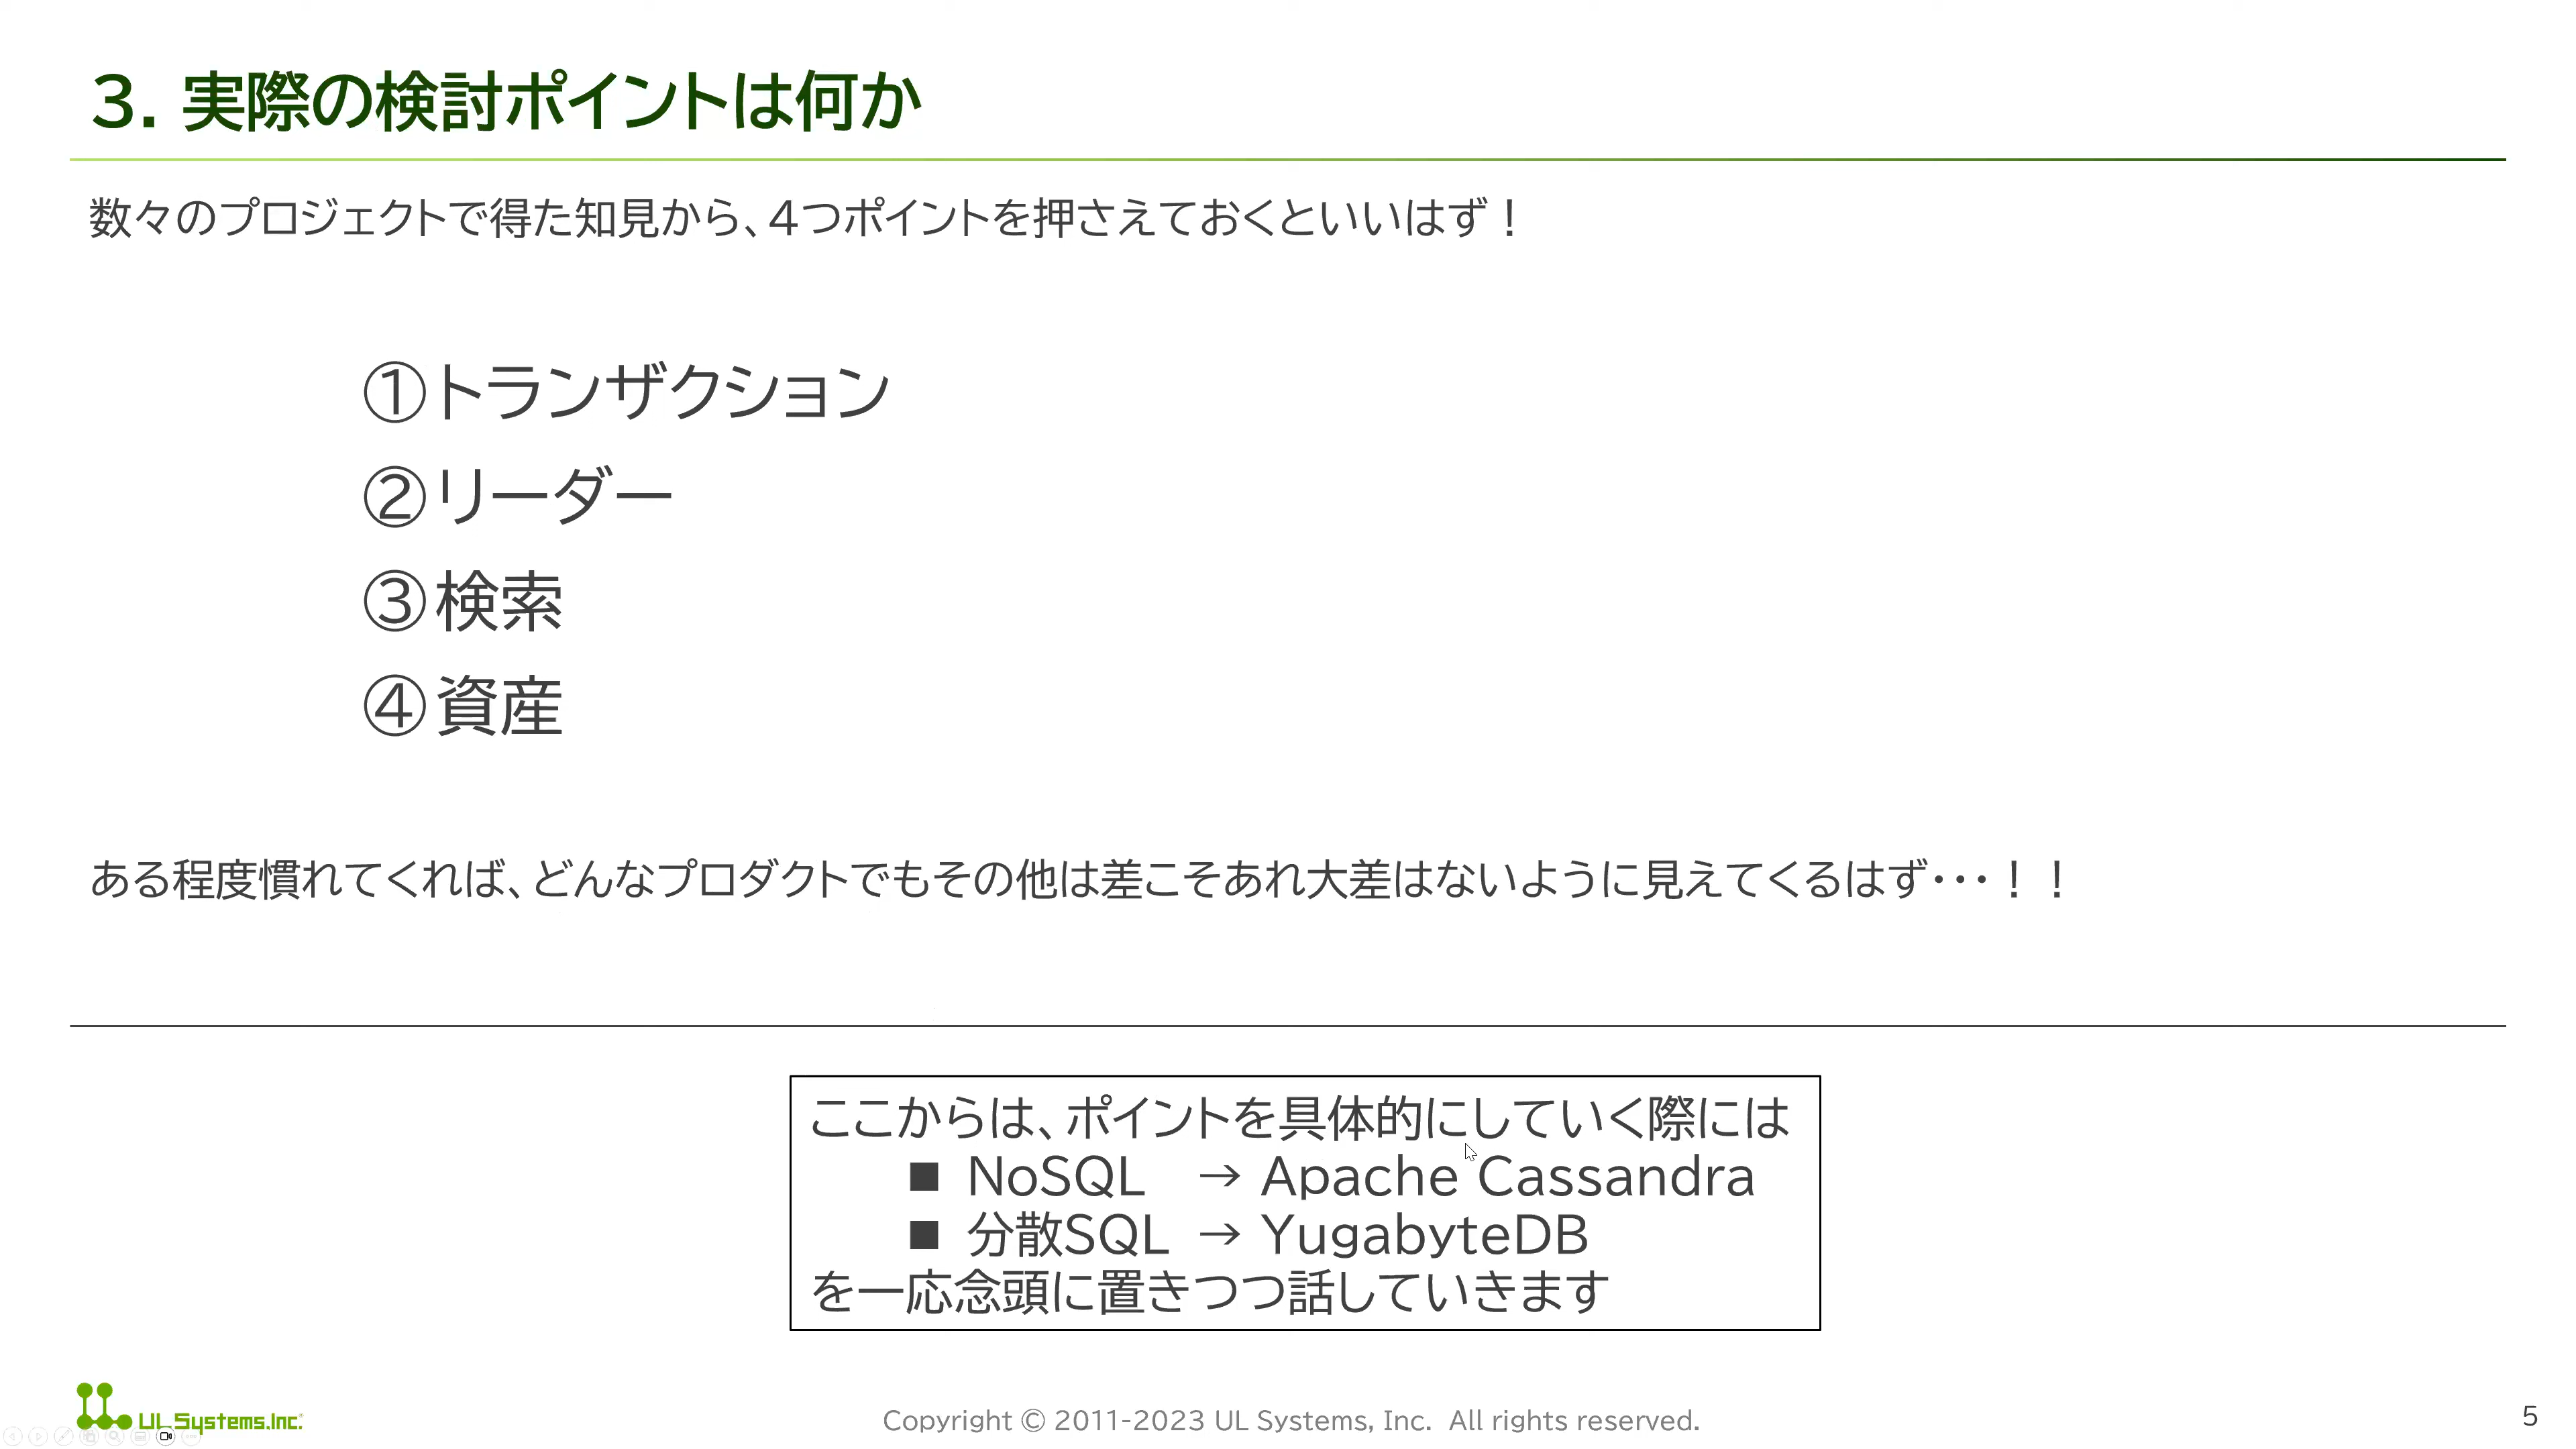 3. 実際の検討ポイントは何か
数々のプロジェクトで得た知見から、４つポイントを押さえておくといいはず！
①トランザクション
②リーダー
③検索
④資産
ある程度慣れてくれば、どんなプロダクトでもその他は差こそあれ大差はないように見えてくるはず・・・！！
ここからは、ポイントを具体的にしていく際には
■ NoSQL → Apache Cassandra
■ 分散SQL → YugabyteDB
を一応念頭に置きつつ話していきます
UL Systems,Inc.
Copyright © 2011-2023 UL Systems, Inc. All rights reserved.
5